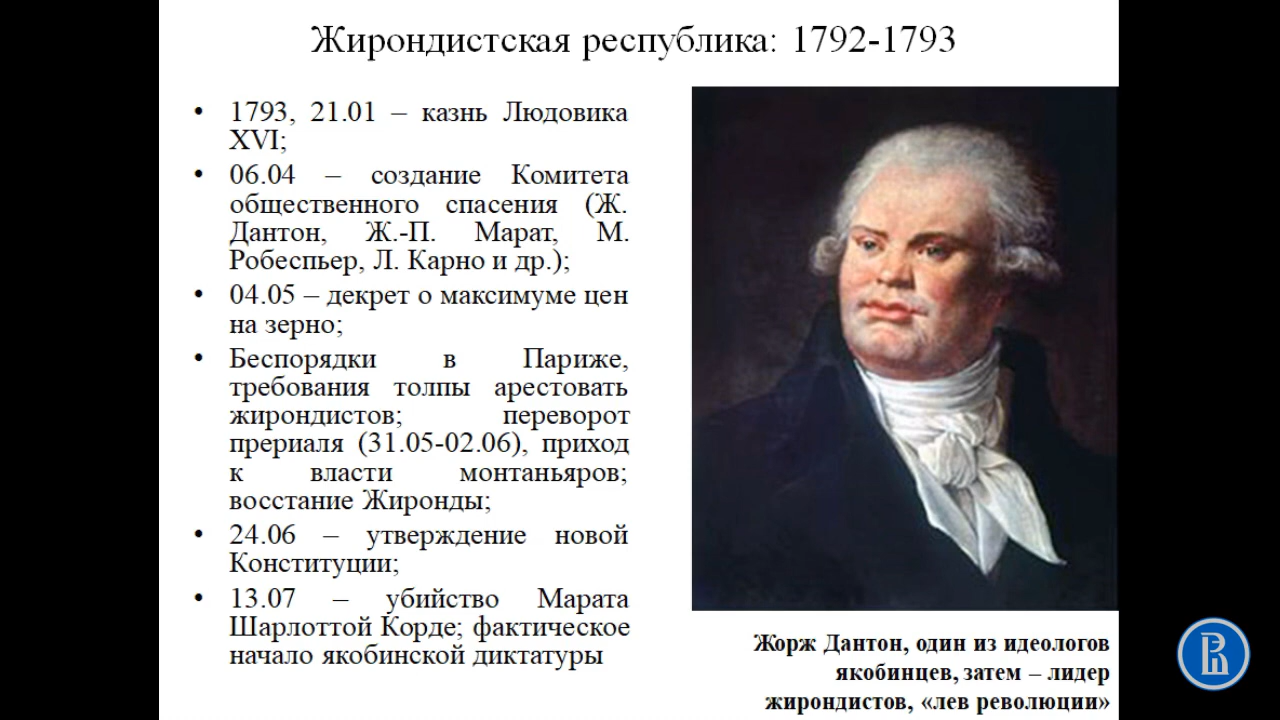 Жирондистская республика: 1792-1793
• 1793, 21.01 – казнь Людовика
XVI;
• 06.04 – создание Комитета
общественного спасения (Ж.
Дантон, Ж.-П. Марат, М.
Робеспьер, Л. Карно и др.);
• 04.05 – декрет о максимуме цен
на зерно;
• Беспорядки в Париже,
требования толпы арестовать
жирондистов; переворот
прериаля (31.05-02.06), приход
к власти монтаньяров;
восстание Жиронды;
• 24.06 – утверждение новой
Конституции;
• 13.07 – убийство Марата
Шарлоттой Корде; фактическое
начало якобинской диктатуры
Жорж Дантон, один из идеологов
якобинцев, затем – лидер
жирондистов, «лев революции»